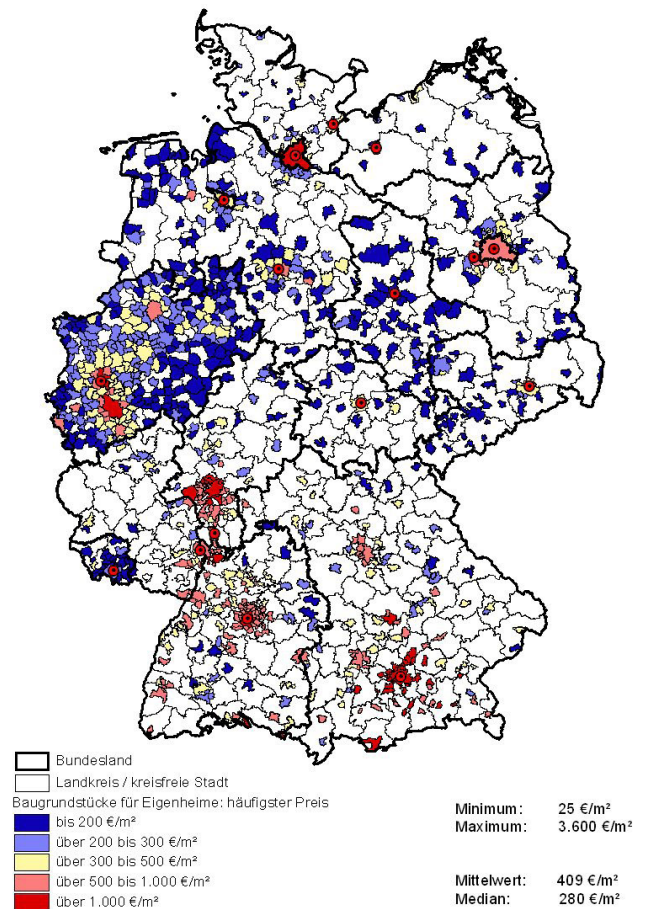 Bundesland
Landkreis / kreisfreie Stadt
Baugrundstücke für Eigenheime: häufigster Preis
bis 200 €/m²
über 200 bis 300 €/m²
über 300 bis 500 €/m²
über 500 bis 1.000 €/m²
über 1.000 €/m²
Minimum: 25 €/m²
Maximum: 3.600 €/m²
Mittelwert: 409 €/m²
Median: 280 €/m²